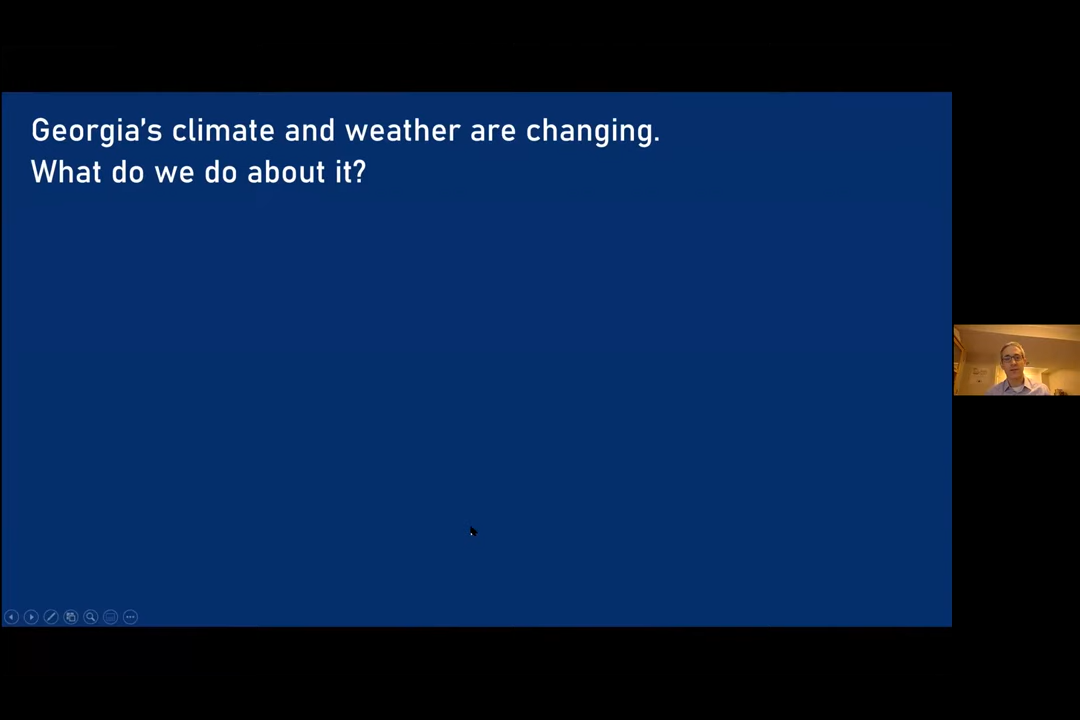 Georgia’s climate and weather are changing.
What do we do about it?